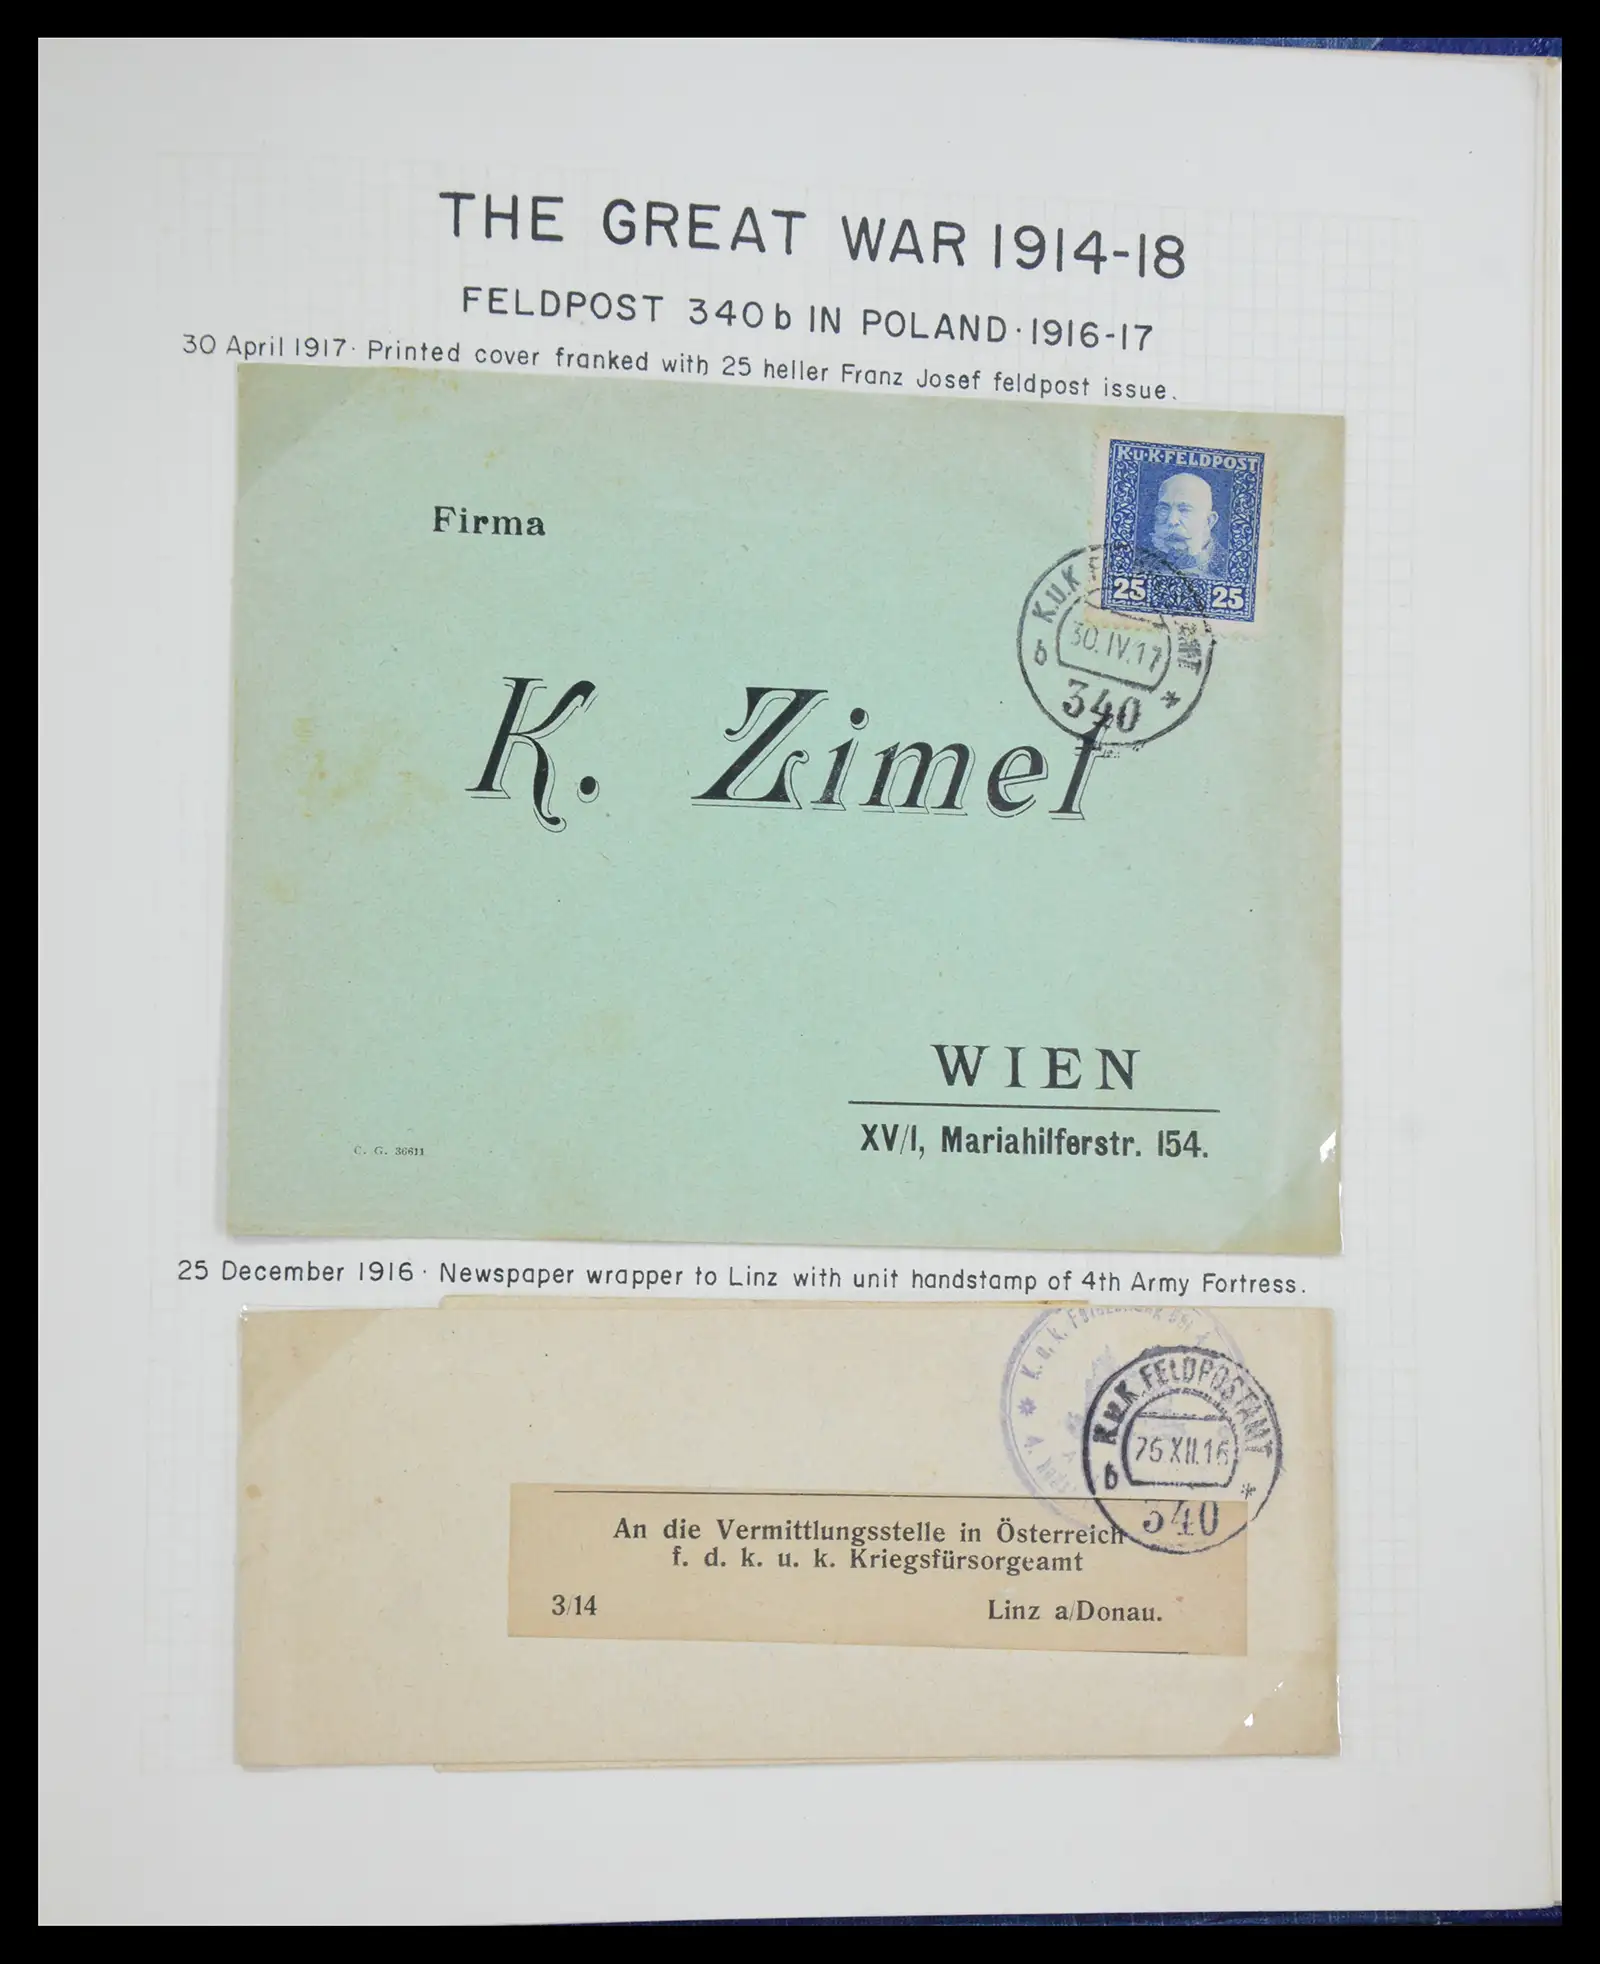 THE GREAT WAR 1914-18
FELDPOST 340b IN POLAND·1916-17
30 April 1917· Printed cover franked with 25 heller Franz Josef feldpost issue.
K·u·K·FELDPOST
25 25
Firma
K.u.K.
30.IV.17
b 340 *
K. Zimef
WIEN
XV/1, Mariahilferstr. 154.
C. G. 36611
25 December 1916 · Newspaper wrapper to Linz with unit handstamp of 4th Army Fortress.
* K. u. k.
K.u.K.FELDPOSTAMT
25.XII.16
b 340 *
An die Vermittlungsstelle in Österreich
f. d. k. u. k. Kriegsfürsorgeamt
3/14 Linz a/Donau.